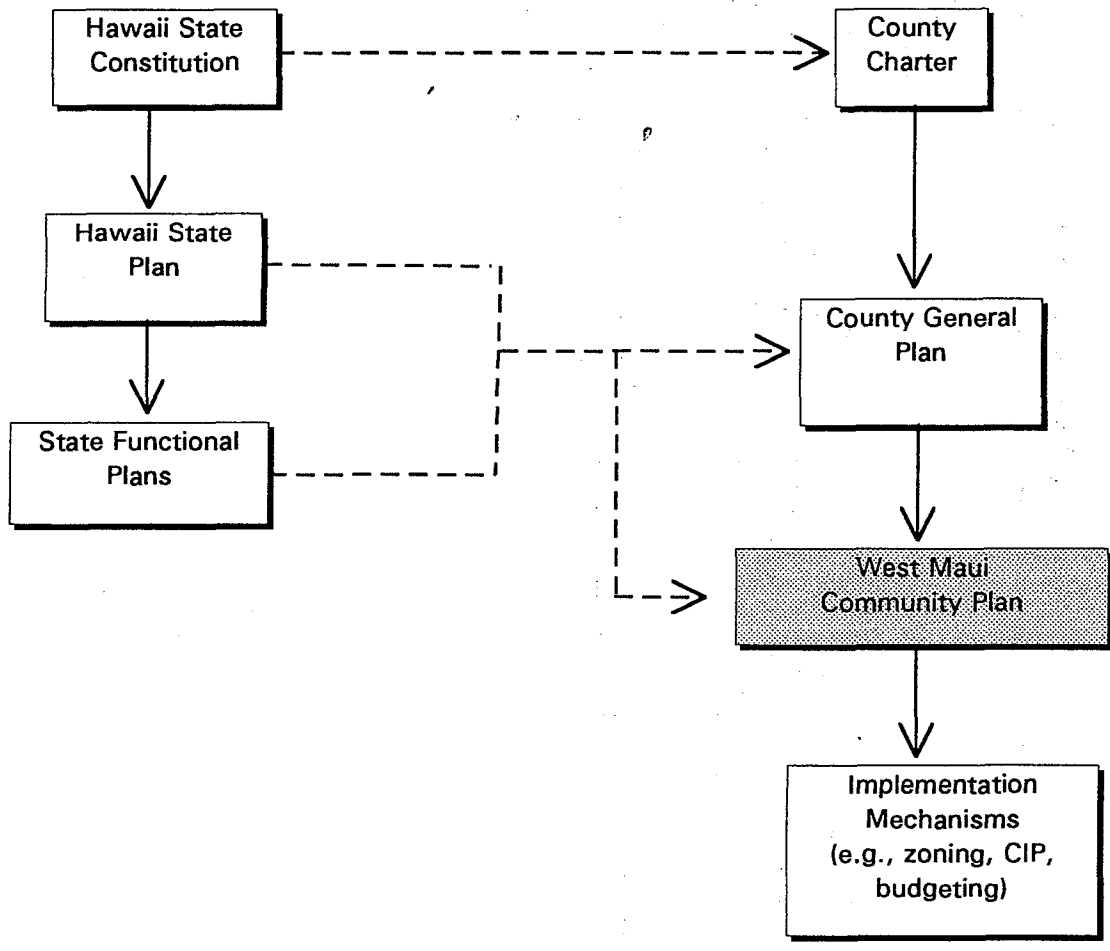 Hawaii State
Constitution
County
Charter
Hawaii State
Plan
County General
Plan
State Functional
Plans
West Maui
Community Plan
Implementation
Mechanisms
(e.g., zoning, CIP,
budgeting)